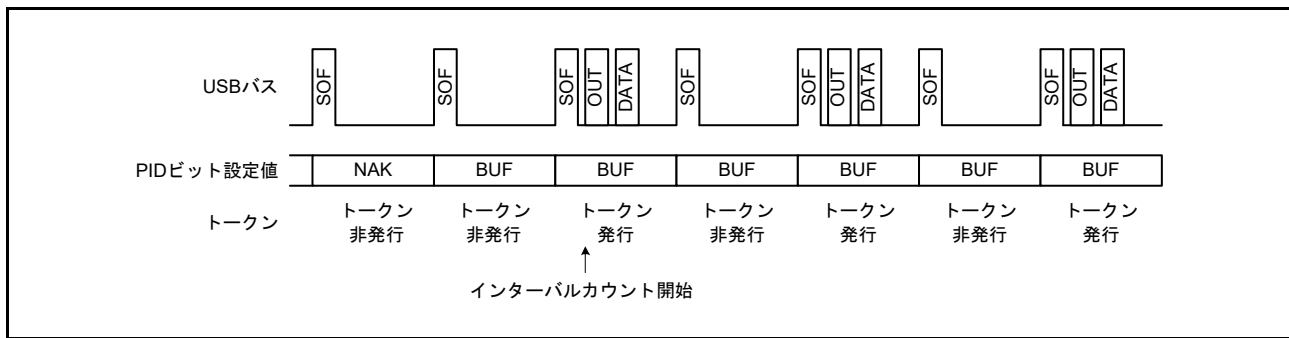 USBバス
SOF SOF SOF OUT DATA SOF SOF OUT DATA SOF SOF OUT DATA
PIDビット設定値 NAK BUF BUF BUF BUF BUF BUF
トークン トークン非発行 トークン非発行 トークン発行 トークン非発行 トークン発行 トークン非発行 トークン発行
インターバルカウント開始